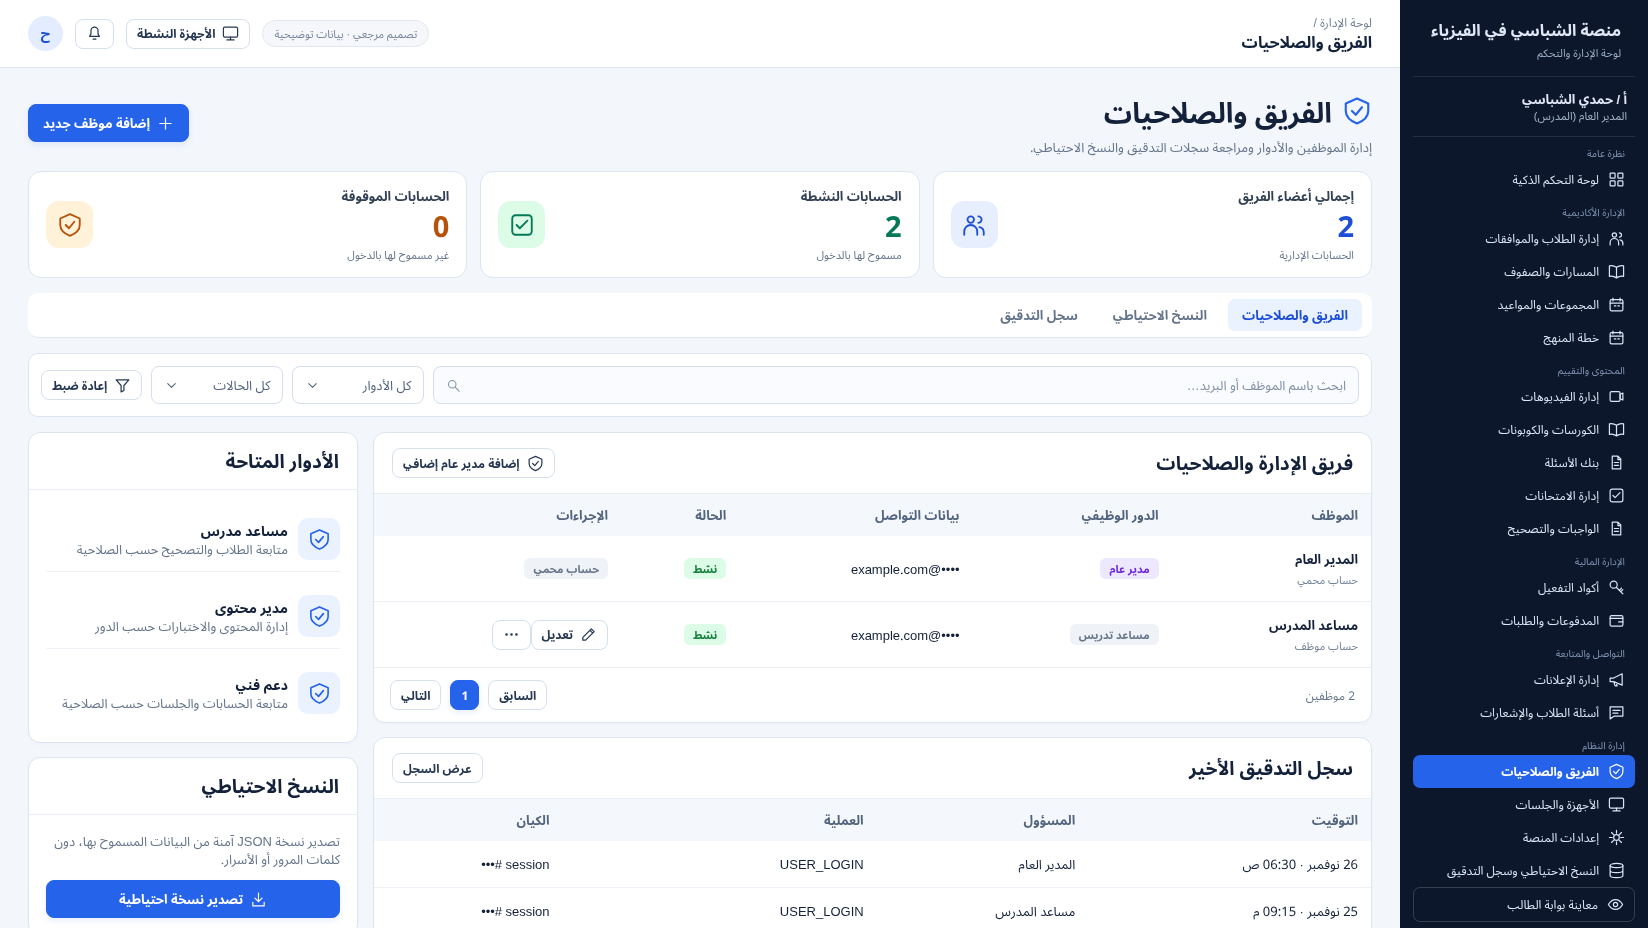 منصة الشباسي في الفيزياء
لوحة الإدارة والتحكم
أ / حمدي الشباسي
المدير العام (المدرس)
نظرة عامة
لوحة التحكم الذكية
الإدارة الأكاديمية
إدارة الطلاب والموافقات
المسارات والصفوف
المجموعات والمواعيد
خطة المنهج
المحتوى والتقييم
إدارة الفيديوهات
الكورسات والكوبونات
بنك الأسئلة
إدارة الامتحانات
الواجبات والتصحيح
الإدارة المالية
أكواد التفعيل
المدفوعات والطلبات
التواصل والمتابعة
إدارة الإعلانات
أسئلة الطلاب والإشعارات
إدارة النظام
الفريق والصلاحيات
الأجهزة والجلسات
إعدادات المنصة
النسخ الاحتياطي وسجل التدقيق
معاينة بوابة الطالب
لوحة الإدارة /
الفريق والصلاحيات
تصميم مرجعي · بيانات توضيحية
الأجهزة النشطة
ح
الفريق والصلاحيات
إدارة الموظفين والأدوار ومراجعة سجلات التدقيق والنسخ الاحتياطي.
إضافة موظف جديد
إجمالي أعضاء الفريق
2
الحسابات الإدارية
الحسابات النشطة
2
مسموح لها بالدخول
الحسابات الموقوفة
0
غير مسموح لها بالدخول
الفريق والصلاحيات
النسخ الاحتياطي
سجل التدقيق
ابحث باسم الموظف أو البريد...
كل الأدوار
كل الحالات
إعادة ضبط
فريق الإدارة والصلاحيات
إضافة مدير عام إضافي
الموظف
الدور الوظيفي
بيانات التواصل
الحالة
الإجراءات
المدير العام
حساب محمي
مدير عام
example.com@••••
نشط
حساب محمي
مساعد المدرس
حساب موظف
مساعد تدريس
example.com@••••
نشط
تعديل
...
2 موظفين
السابق
1
التالي
سجل التدقيق الأخير
عرض السجل
التوقيت
المسؤول
العملية
الكيان
26 نوفمبر · 06:30 ص
المدير العام
USER_LOGIN
session #•••
25 نوفمبر · 09:15 م
مساعد المدرس
USER_LOGIN
session #•••
الأدوار المتاحة
مساعد مدرس
متابعة الطلاب والتصحيح حسب الصلاحية
مدير محتوى
إدارة المحتوى والاختبارات حسب الدور
دعم فني
متابعة الحسابات والجلسات حسب الصلاحية
النسخ الاحتياطي
تصدير نسخة JSON آمنة من البيانات المسموح بها، دون
كلمات المرور أو الأسرار.
تصدير نسخة احتياطية